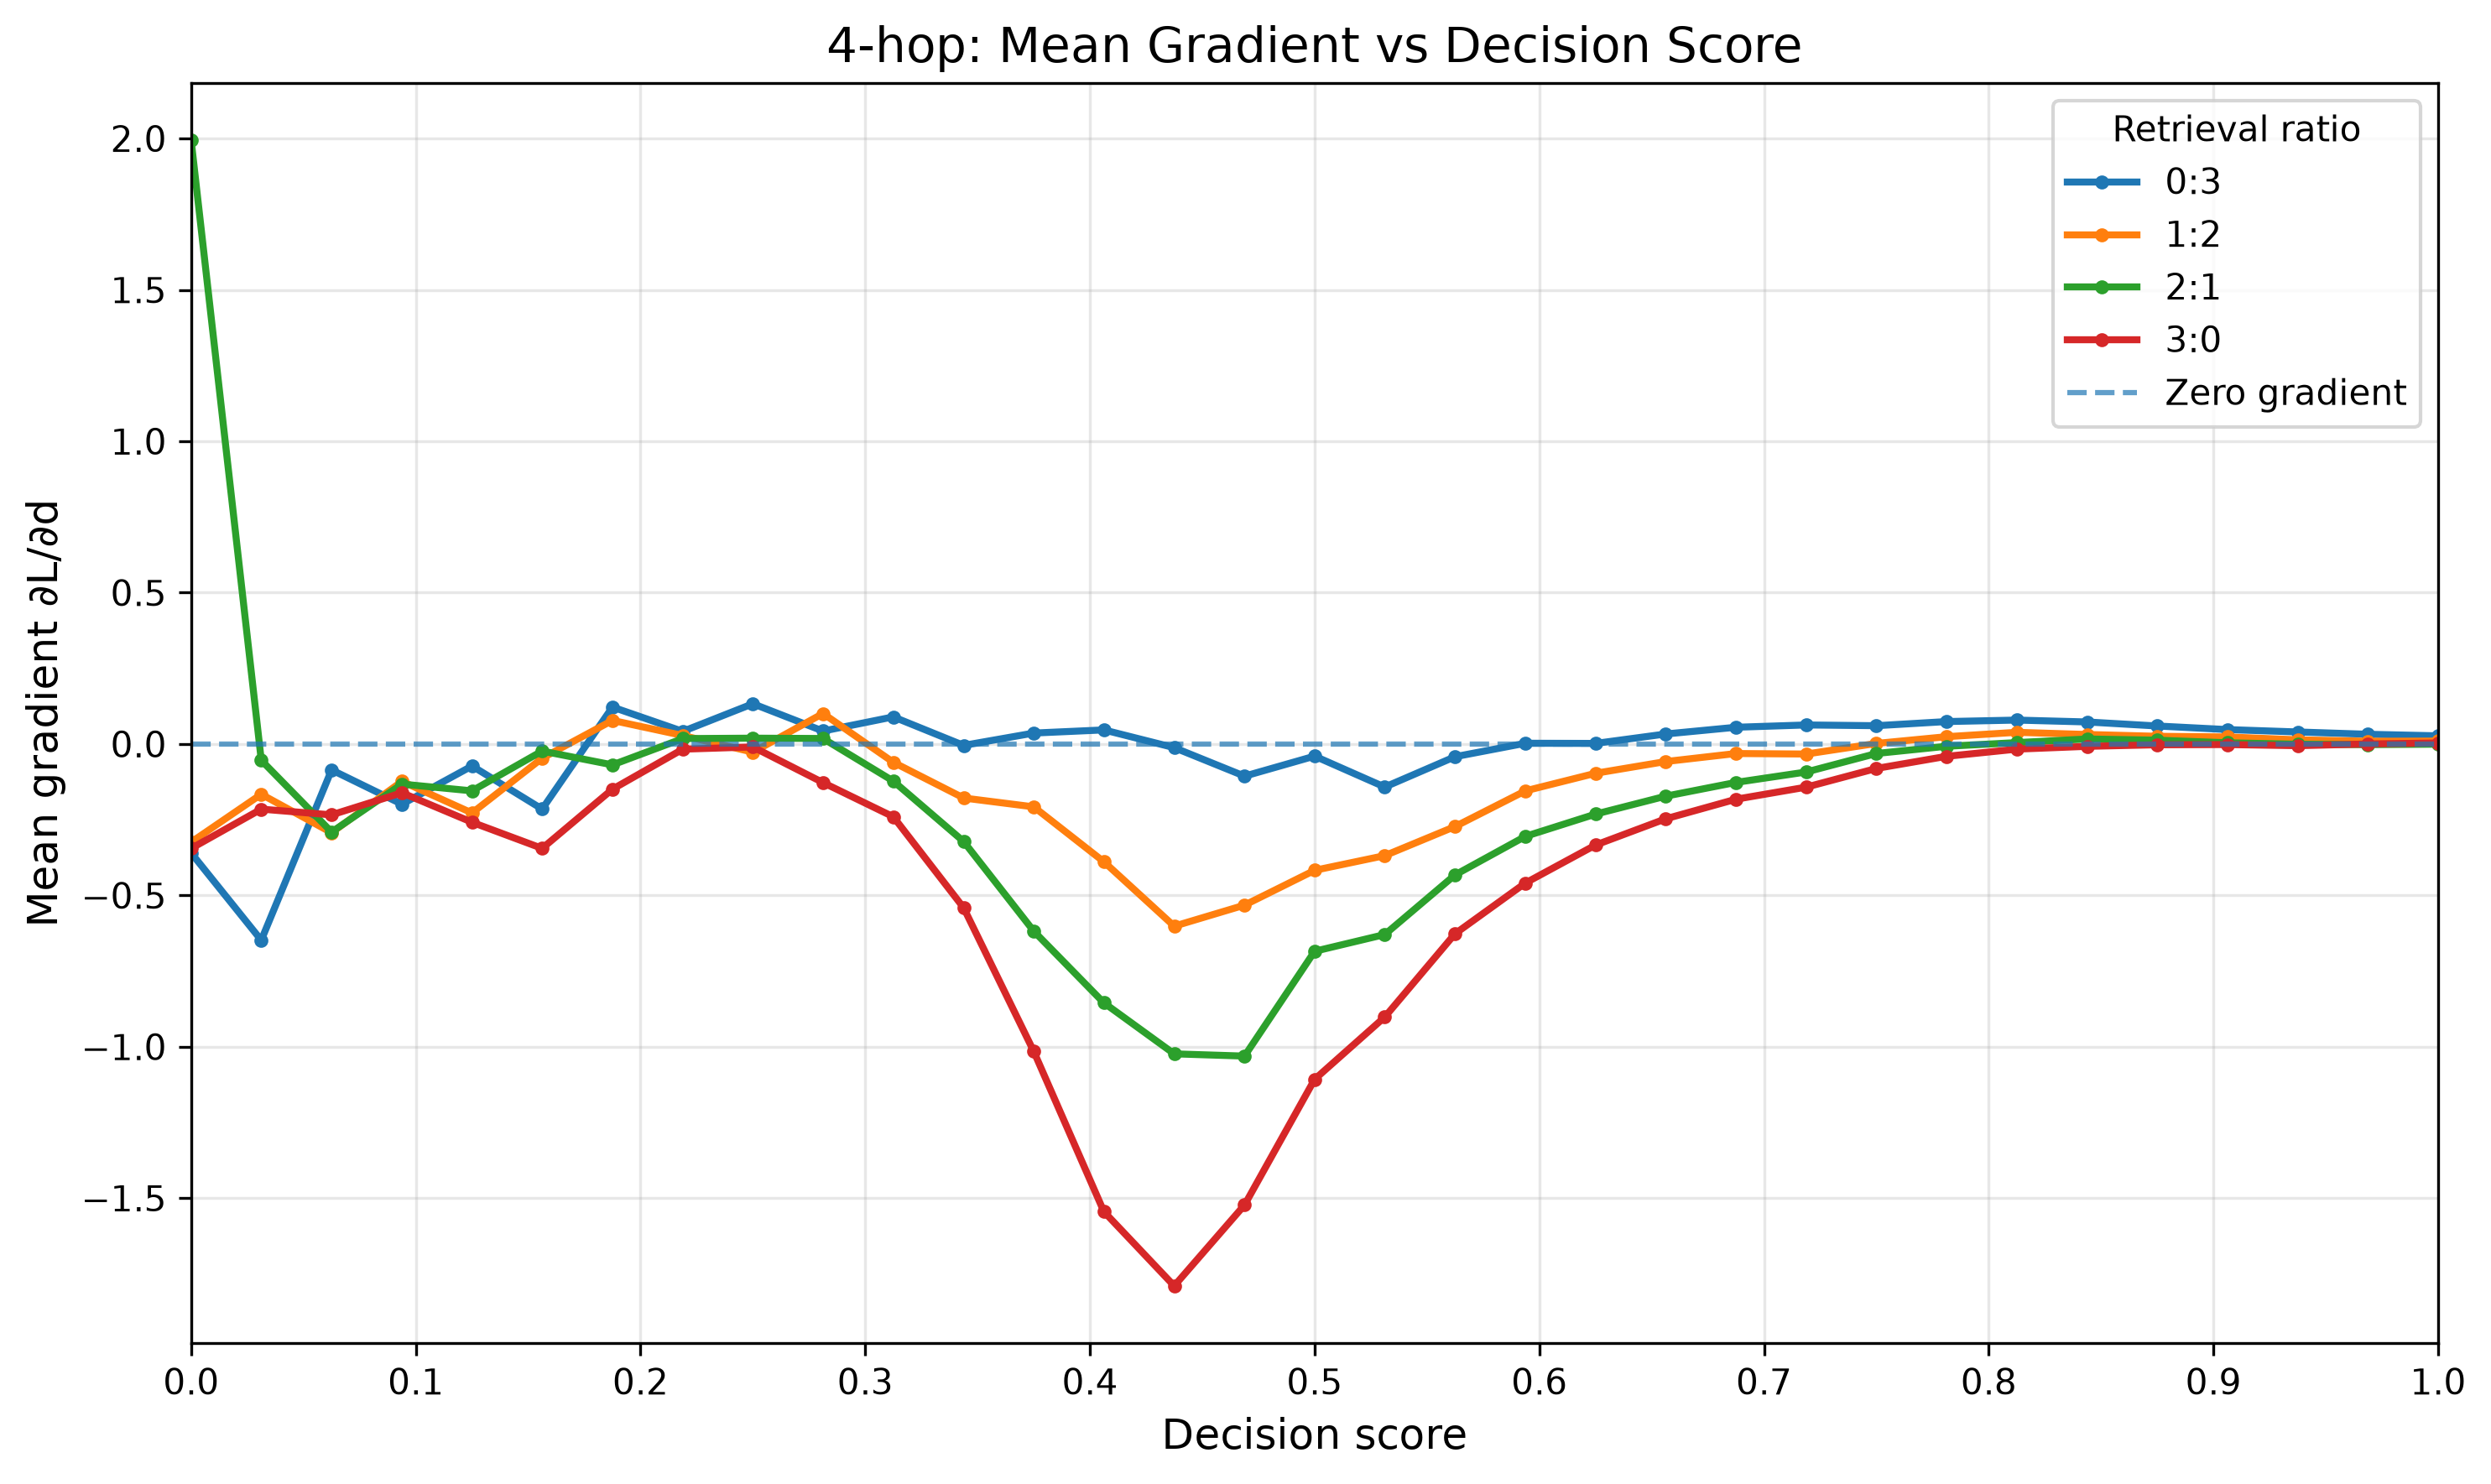 4-hop: Mean Gradient vs Decision Score
Mean gradient ∂L/∂d
2.0
1.5
1.0
0.5
0.0
−0.5
−1.0
−1.5
0.0 0.1 0.2 0.3 0.4 0.5 0.6 0.7 0.8 0.9 1.0
Decision score
Retrieval ratio
0:3
1:2
2:1
3:0
Zero gradient